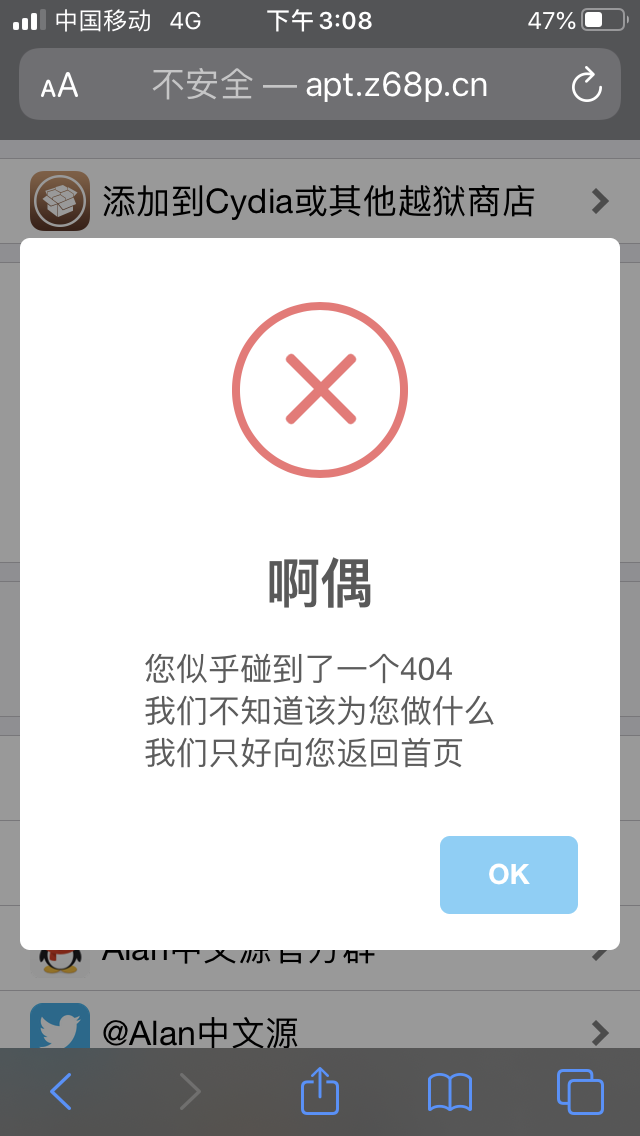 中国移动 4G 下午3:08 47%
AA 不安全 — apt.z68p.cn
添加到Cydia或其他越狱商店
啊偶
您似乎碰到了一个404
我们不知道该为您做什么
我们只好向您返回首页
OK
Alan中文源官方群
@Alan中文源